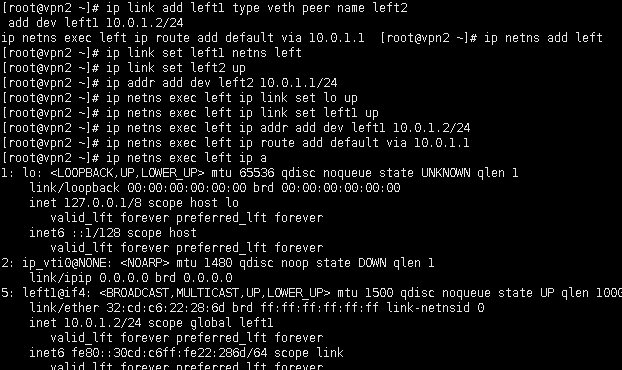 [root@vpn2 ~]# ip link add left1 type veth peer name left2
 add dev left1 10.0.1.2/24
ip netns exec left ip route add default via 10.0.1.1  [root@vpn2 ~]# ip netns add left
[root@vpn2 ~]# ip link set left1 netns left
[root@vpn2 ~]# ip link set left2 up
[root@vpn2 ~]# ip addr add dev left2 10.0.1.1/24
[root@vpn2 ~]# ip netns exec left ip link set lo up
[root@vpn2 ~]# ip netns exec left ip link set left1 up
[root@vpn2 ~]# ip netns exec left ip addr add dev left1 10.0.1.2/24
[root@vpn2 ~]# ip netns exec left ip route add default via 10.0.1.1
[root@vpn2 ~]# ip netns exec left ip a
1: lo: <LOOPBACK,UP,LOWER_UP> mtu 65536 qdisc noqueue state UNKNOWN qlen 1
    link/loopback 00:00:00:00:00:00 brd 00:00:00:00:00:00
    inet 127.0.0.1/8 scope host lo
       valid_lft forever preferred_lft forever
    inet6 ::1/128 scope host
       valid_lft forever preferred_lft forever
2: ip_vti0@NONE: <NOARP> mtu 1480 qdisc noop state DOWN qlen 1
    link/ipip 0.0.0.0 brd 0.0.0.0
5: left1@if4: <BROADCAST,MULTICAST,UP,LOWER_UP> mtu 1500 qdisc noqueue state UP qlen 1000
    link/ether 32:cd:c6:22:28:6d brd ff:ff:ff:ff:ff:ff link-netnsid 0
    inet 10.0.1.2/24 scope global left1
       valid_lft forever preferred_lft forever
    inet6 fe80::30cd:c6ff:fe22:286d/64 scope link
       valid_lft forever preferred_lft forever